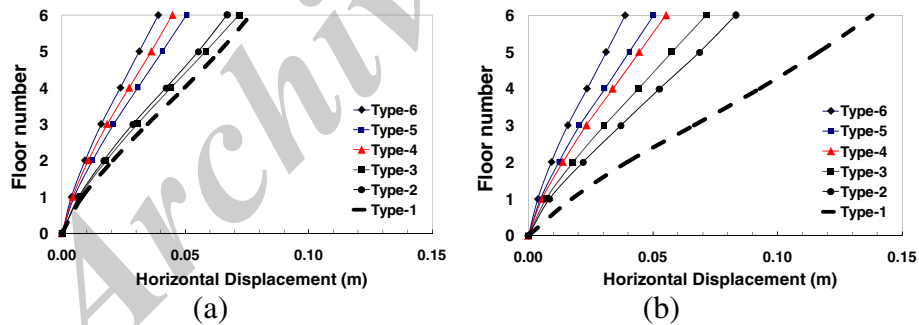 Archiv
6
5
4
3
2
1
0
Floor number
Type-6
Type-5
Type-4
Type-3
Type-2
Type-1
0.00 0.05 0.10 0.15
Horizontal Displacement (m)
(a)
6
5
4
3
2
1
0
Floor number
Type-6
Type-5
Type-4
Type-3
Type-2
Type-1
0.00 0.05 0.10 0.15
Horizontal Displacement (m)
(b)